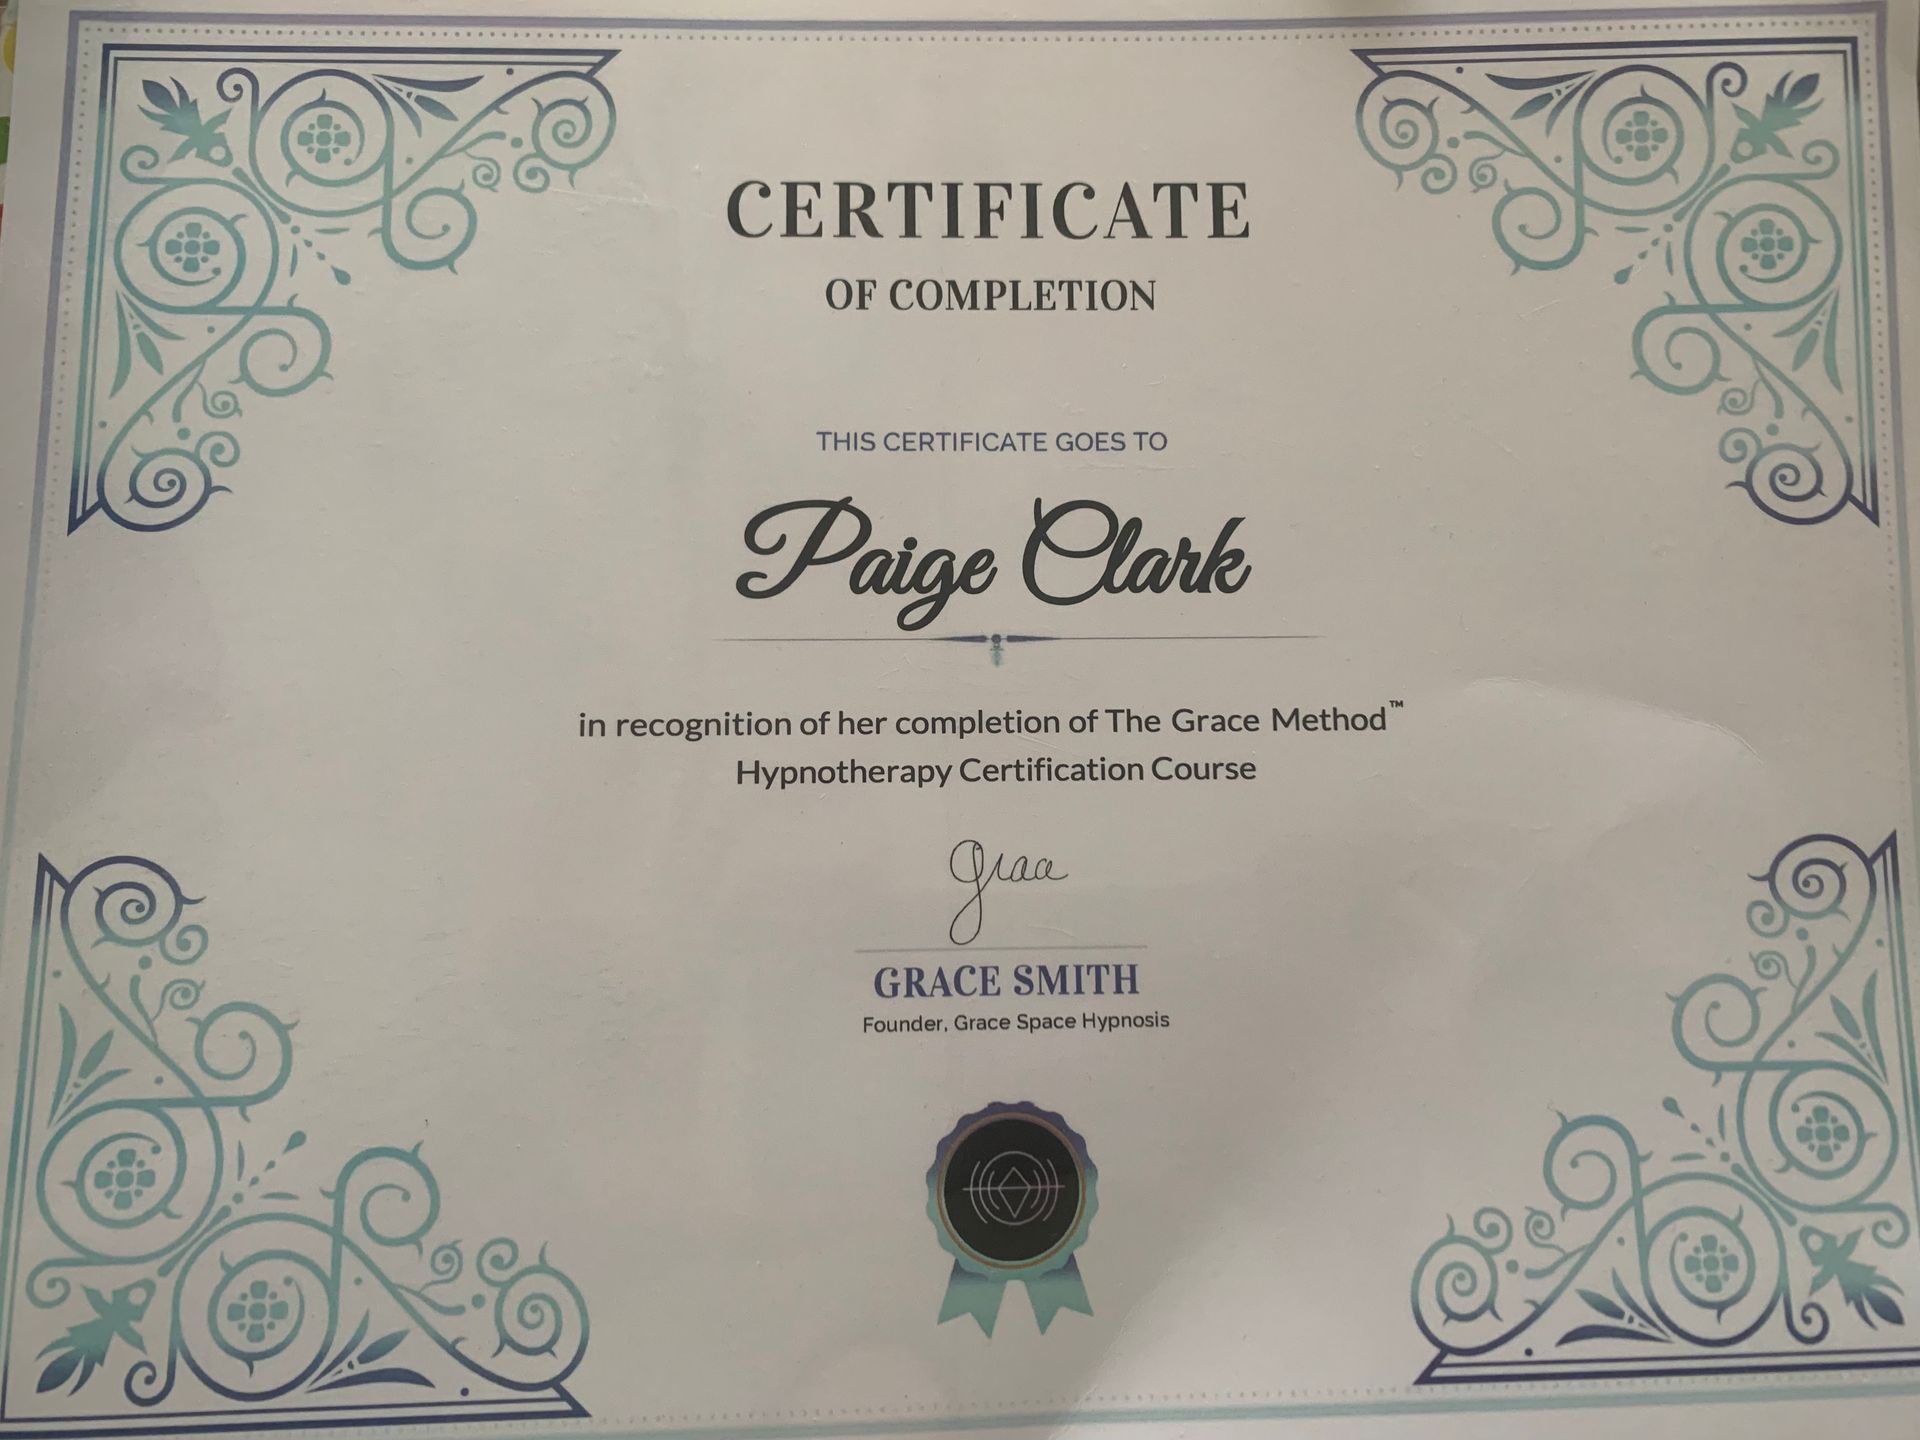 CERTIFICATE
OF COMPLETION
THIS CERTIFICATE GOES TO
Paige Clark
in recognition of her completion of The Grace Method™
Hypnotherapy Certification Course
Grace
GRACE SMITH
Founder, Grace Space Hypnosis